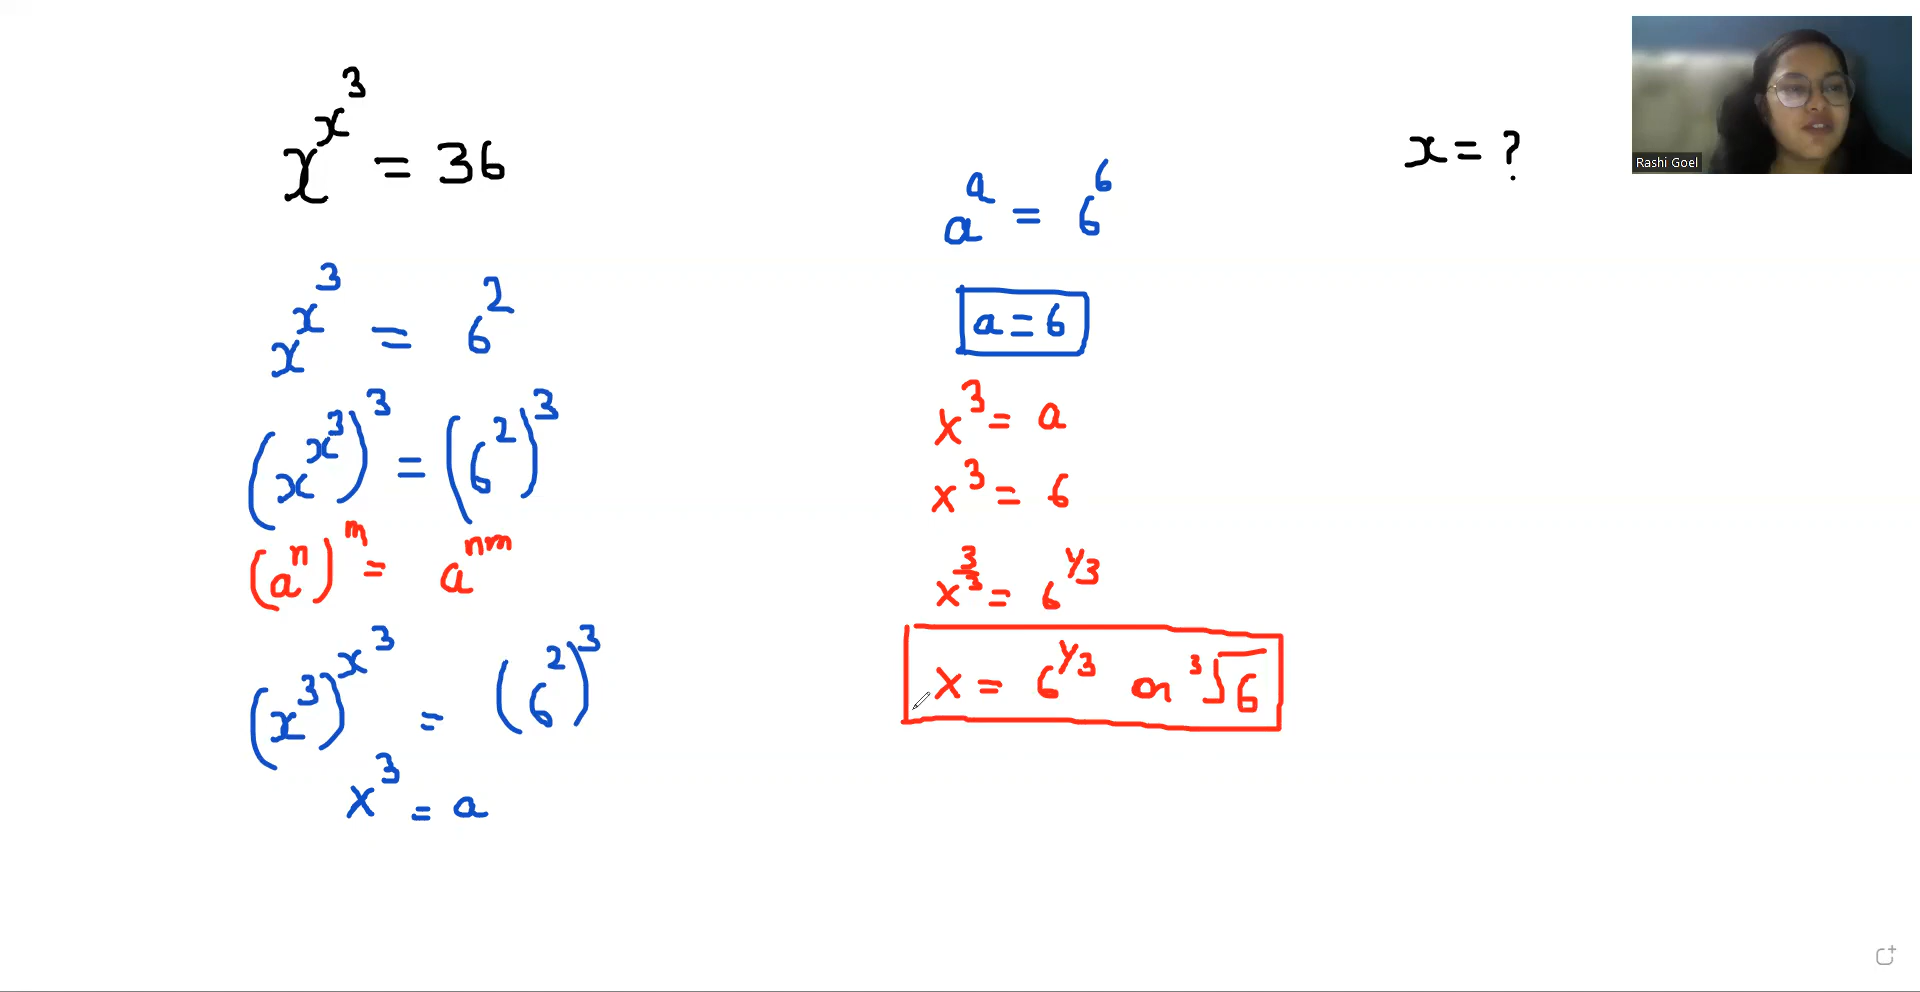 x^{x^3} = 36
x^{x^3} = 6^2
(x^{x^3})^3 = (6^2)^3
(a^n)^m = a^{nm}
(x^3)^{x^3} = (6^2)^3
x^3 = a
a^a = 6^6
a = 6
x^3 = a
x^3 = 6
x^{3/3} = 6^{1/3}
x = 6^{1/3} or ³√6
x = ?
Rashi Goel